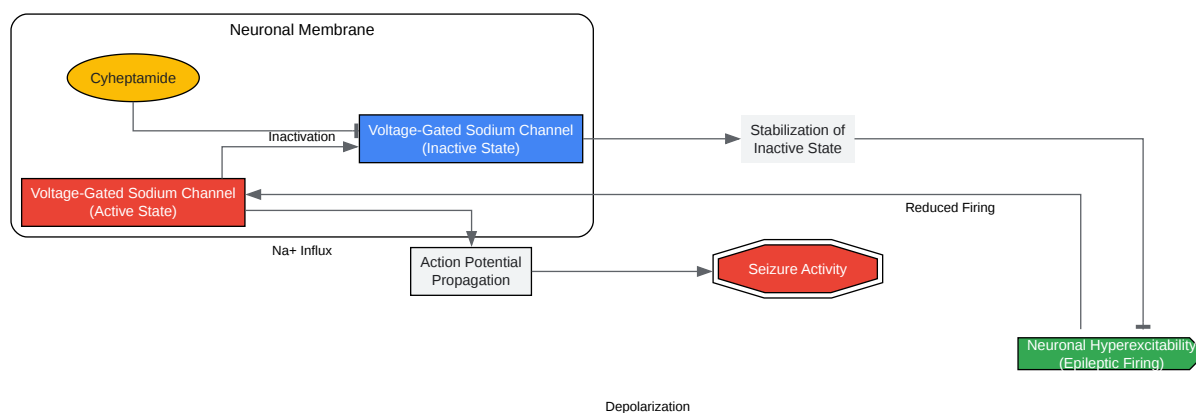 Neuronal Membrane
Cyheptamide
Inactivation
Voltage-Gated Sodium Channel
(Inactive State)
Stabilization of
Inactive State
Voltage-Gated Sodium Channel
(Active State)
Reduced Firing
Na+ Influx
Action Potential
Propagation
Seizure Activity
Neuronal Hyperexcitability
(Epileptic Firing)
Depolarization